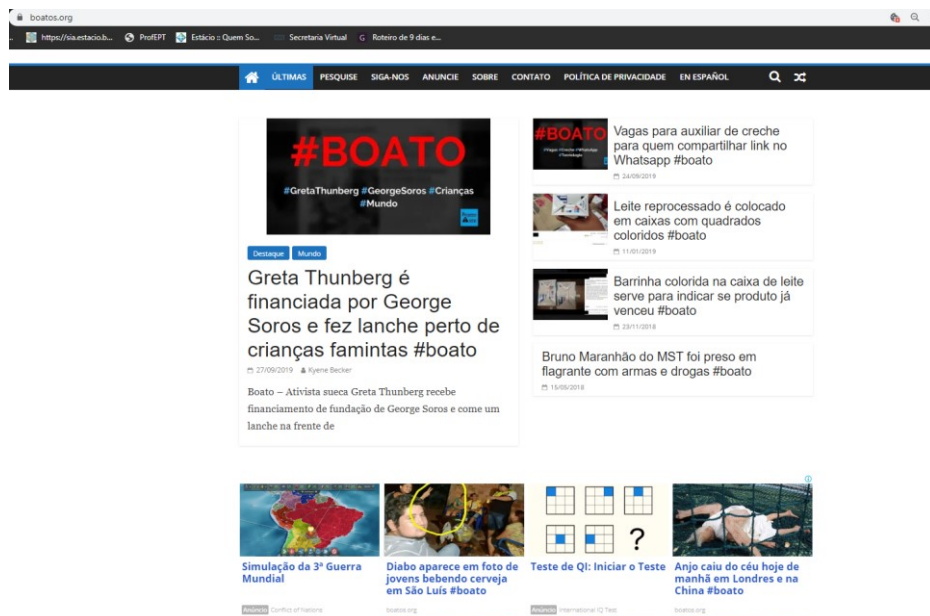 boatos.org
https://sia.estacio.b... ProfEPT Estácio :: Quem So... Secretaria Virtual G Roteiro de 9 dias e...
ÚLTIMAS PESQUISE SIGA-NOS ANUNCIE SOBRE CONTATO POLÍTICA DE PRIVACIDADE EN ESPAÑOL
#BOATO
#GretaThunberg #GeorgeSoros #Crianças
#Mundo
Destaque Mundo
Greta Thunberg é
financiada por George
Soros e fez lanche perto de
crianças famintas #boato
27/09/2019 Kyene Becker
Boato – Ativista sueca Greta Thunberg recebe
financiamento de fundação de George Soros e come um
lanche na frente de
#BOATO
Vagas para auxiliar de creche
para quem compartilhar link no
Whatsapp #boato
24/09/2019
Leite reprocessado é colocado
em caixas com quadrados
coloridos #boato
11/01/2019
Barrinha colorida na caixa de leite
serve para indicar se produto já
venceu #boato
23/11/2018
Bruno Maranhão do MST foi preso em
flagrante com armas e drogas #boato
15/05/2018
?
Simulação da 3ª Guerra
Mundial
Anúncio Conflict of Nations
Diabo aparece em foto de
jovens bebendo cerveja
em São Luís #boato
boatos.org
Teste de QI: Iniciar o Teste
Anúncio International IQ Test
Anjo caiu do céu hoje de
manhã em Londres e na
China #boato
boatos.org